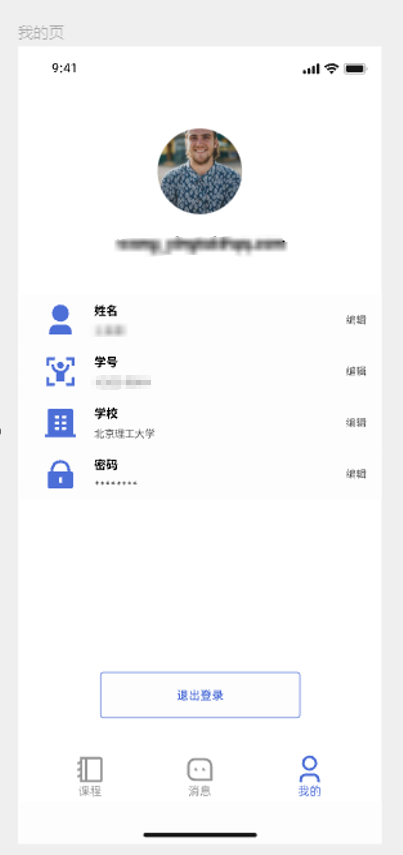 我的页
9:41
姓名
编辑
学号
编辑
学校
北京理工大学
编辑
密码
********
编辑
退出登录
课程
消息
我的